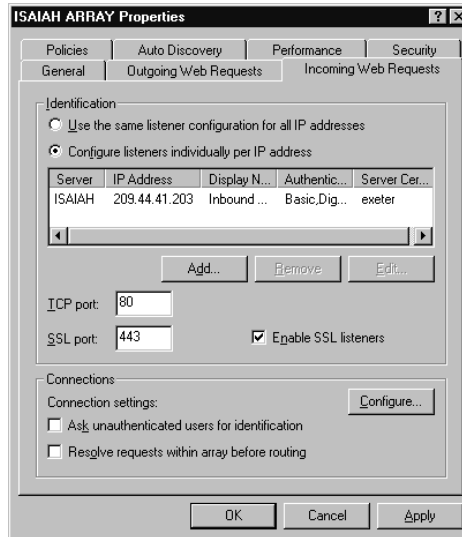 ISAIAH ARRAY Properties
Policies Auto Discovery Performance Security
General Outgoing Web Requests Incoming Web Requests
Identification
Use the same listener configuration for all IP addresses
Configure listeners individually per IP address
Server IP Address Display N... Authentic... Server Cer...
ISAIAH 209.44.41.203 Inbound ... Basic,Dig... exeter
Add... Remove Edit...
TCP port: 80
SSL port: 443 Enable SSL listeners
Connections
Connection settings: Configure...
Ask unauthenticated users for identification
Resolve requests within array before routing
OK Cancel Apply